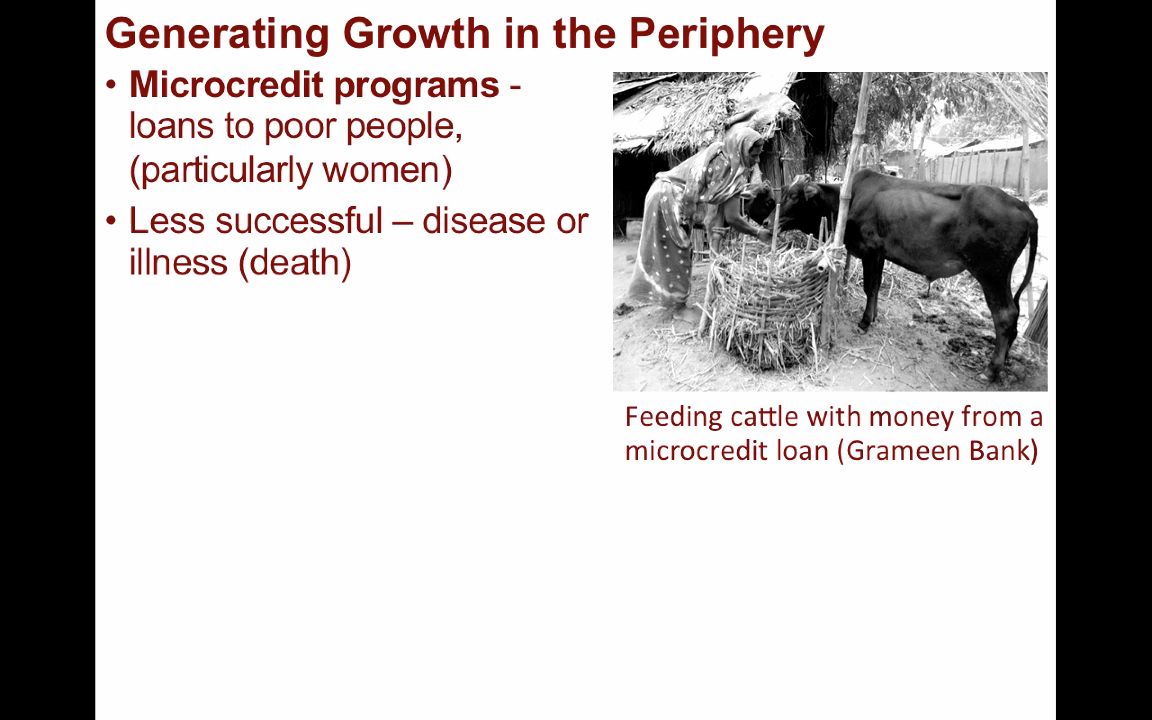 Generating Growth in the Periphery
• Microcredit programs -
loans to poor people,
(particularly women)
• Less successful – disease or
illness (death)
Feeding cattle with money from a
microcredit loan (Grameen Bank)